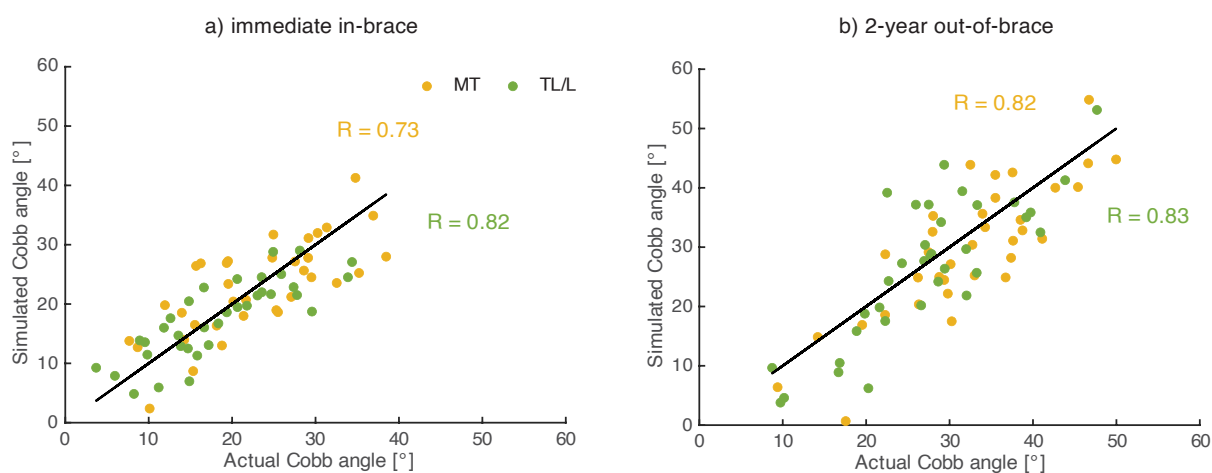 a) immediate in-brace
60
50
40
30
20
10
0
Simulated Cobb angle [°]
MT
TL/L
R = 0.73
R = 0.82
0 10 20 30 40 50 60
Actual Cobb angle [°]
b) 2-year out-of-brace
60
50
40
30
20
10
0
Simulated Cobb angle [°]
R = 0.82
R = 0.83
0 10 20 30 40 50 60
Actual Cobb angle [°]